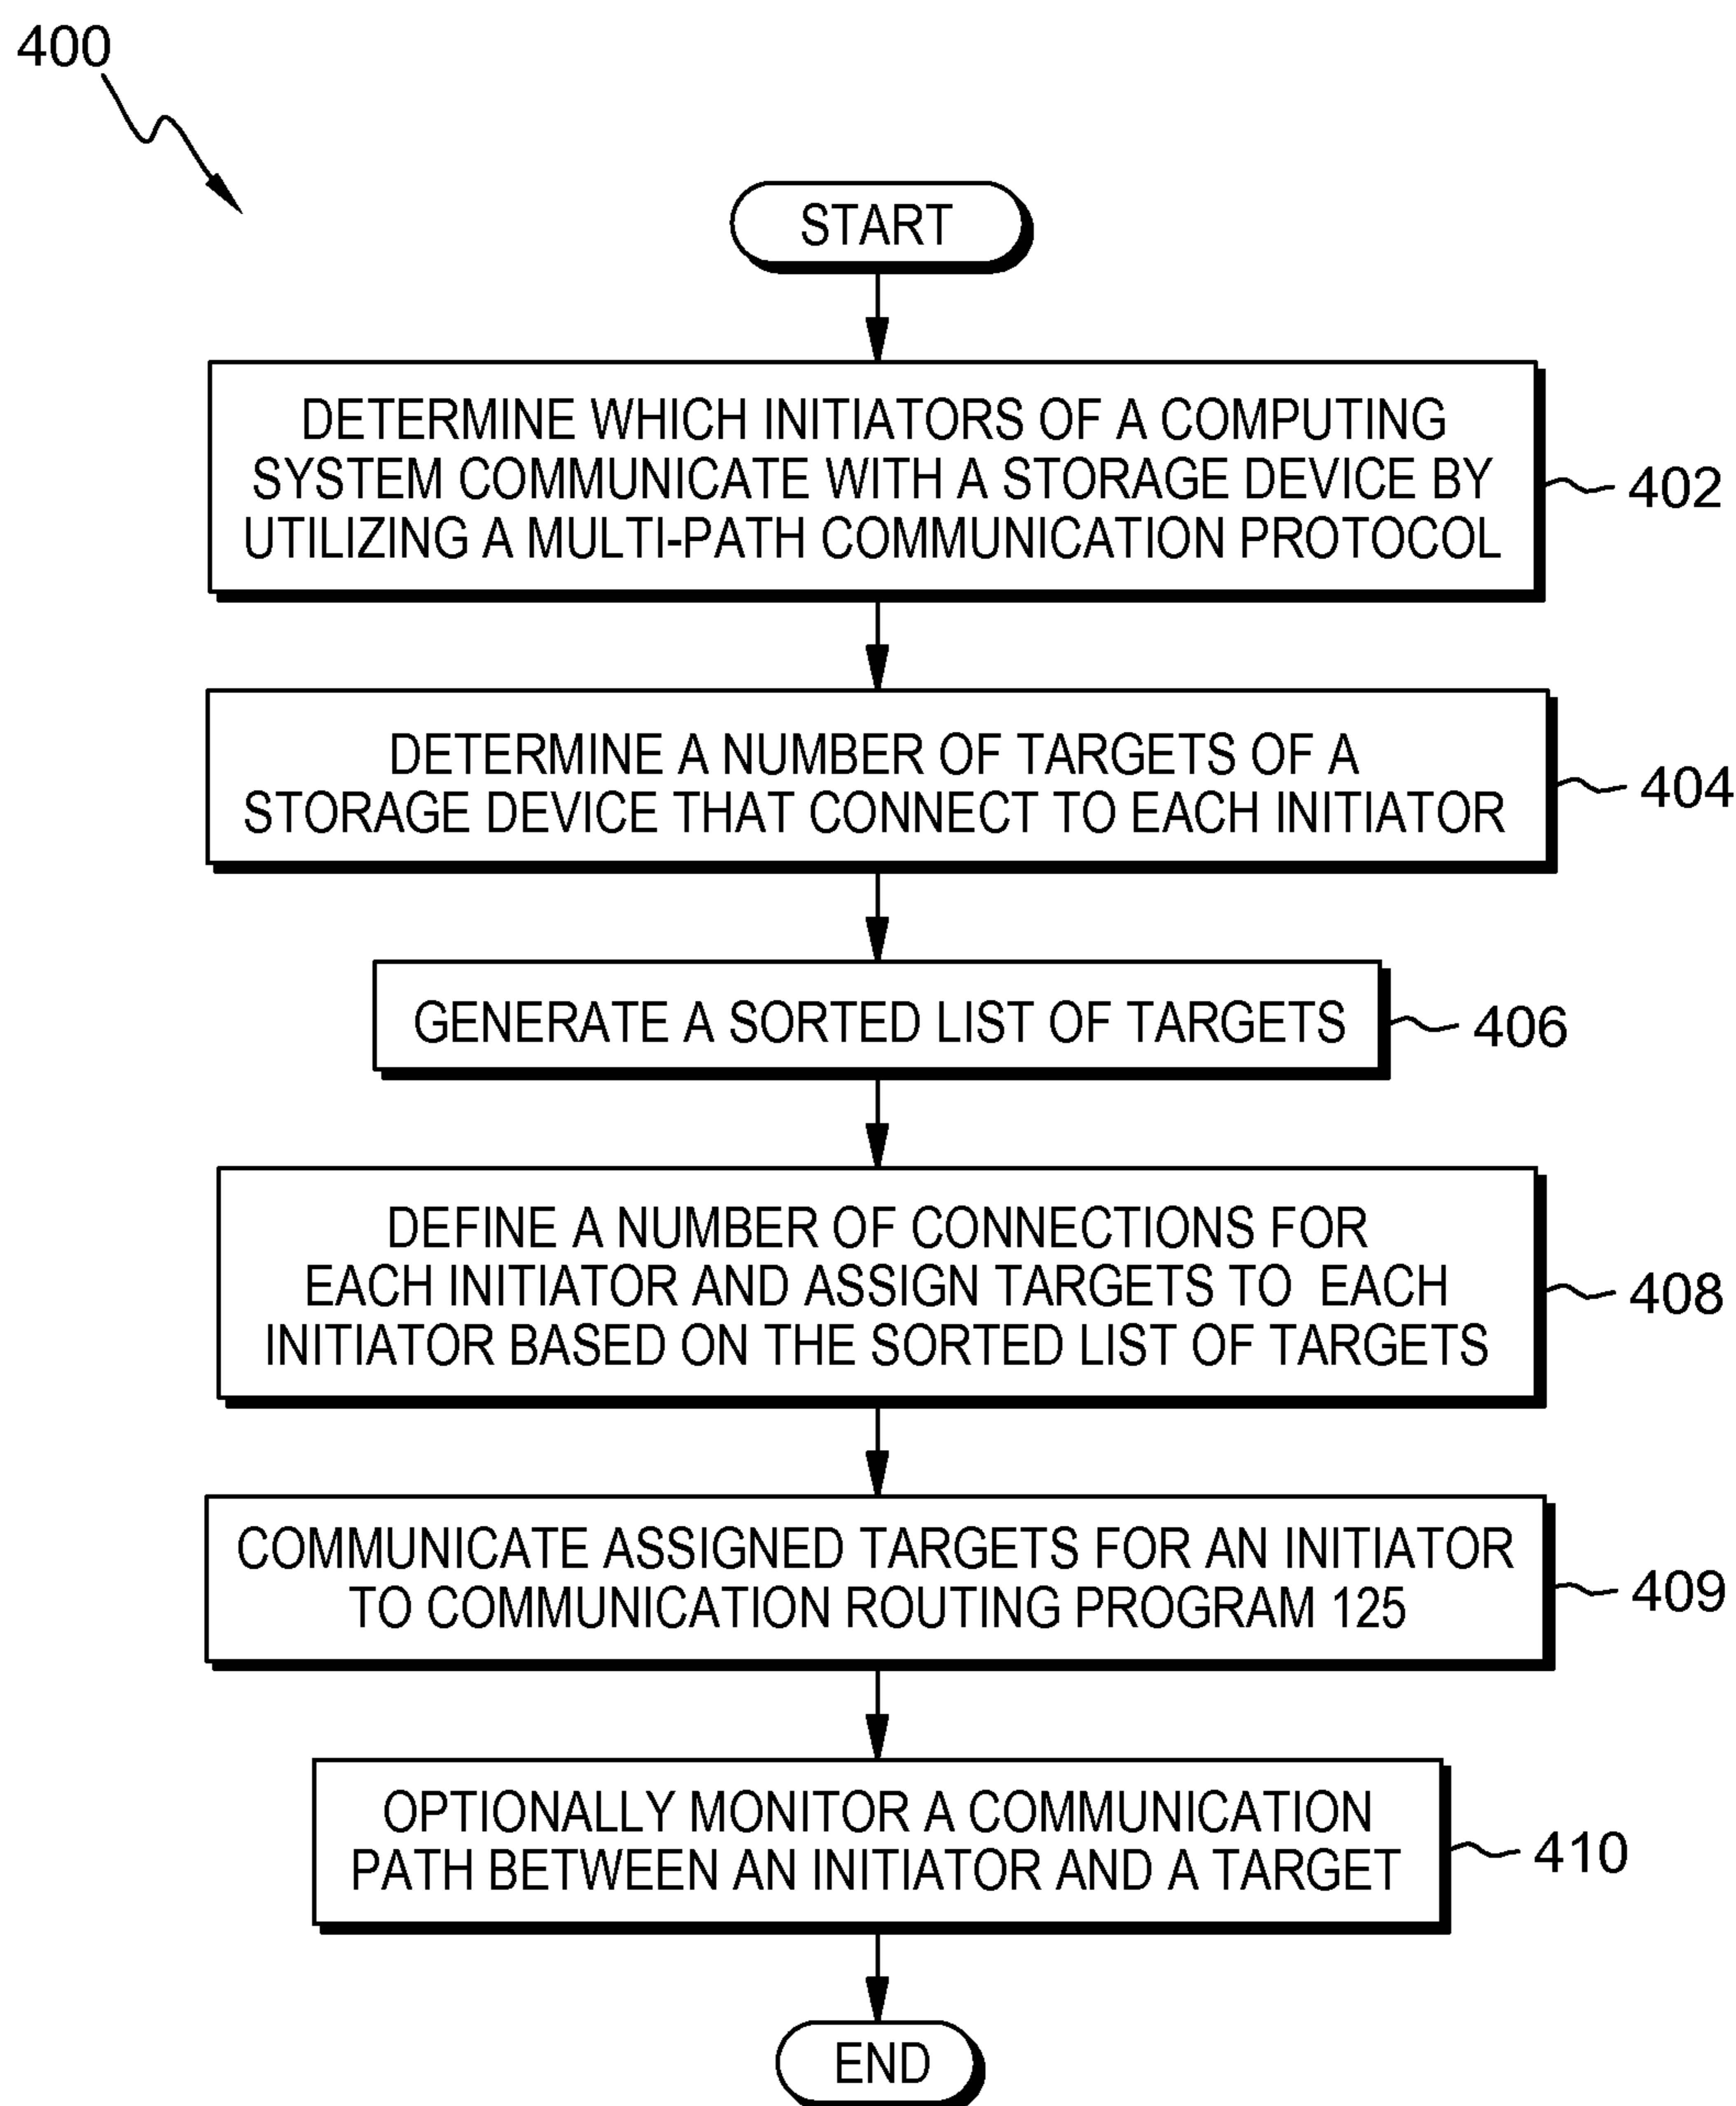 400
START
DETERMINE WHICH INITIATORS OF A COMPUTING
SYSTEM COMMUNICATE WITH A STORAGE DEVICE BY
UTILIZING A MULTI-PATH COMMUNICATION PROTOCOL
402
DETERMINE A NUMBER OF TARGETS OF A
STORAGE DEVICE THAT CONNECT TO EACH INITIATOR
404
GENERATE A SORTED LIST OF TARGETS
406
DEFINE A NUMBER OF CONNECTIONS FOR
EACH INITIATOR AND ASSIGN TARGETS TO EACH
INITIATOR BASED ON THE SORTED LIST OF TARGETS
408
COMMUNICATE ASSIGNED TARGETS FOR AN INITIATOR
TO COMMUNICATION ROUTING PROGRAM 125
409
OPTIONALLY MONITOR A COMMUNICATION
PATH BETWEEN AN INITIATOR AND A TARGET
410
END